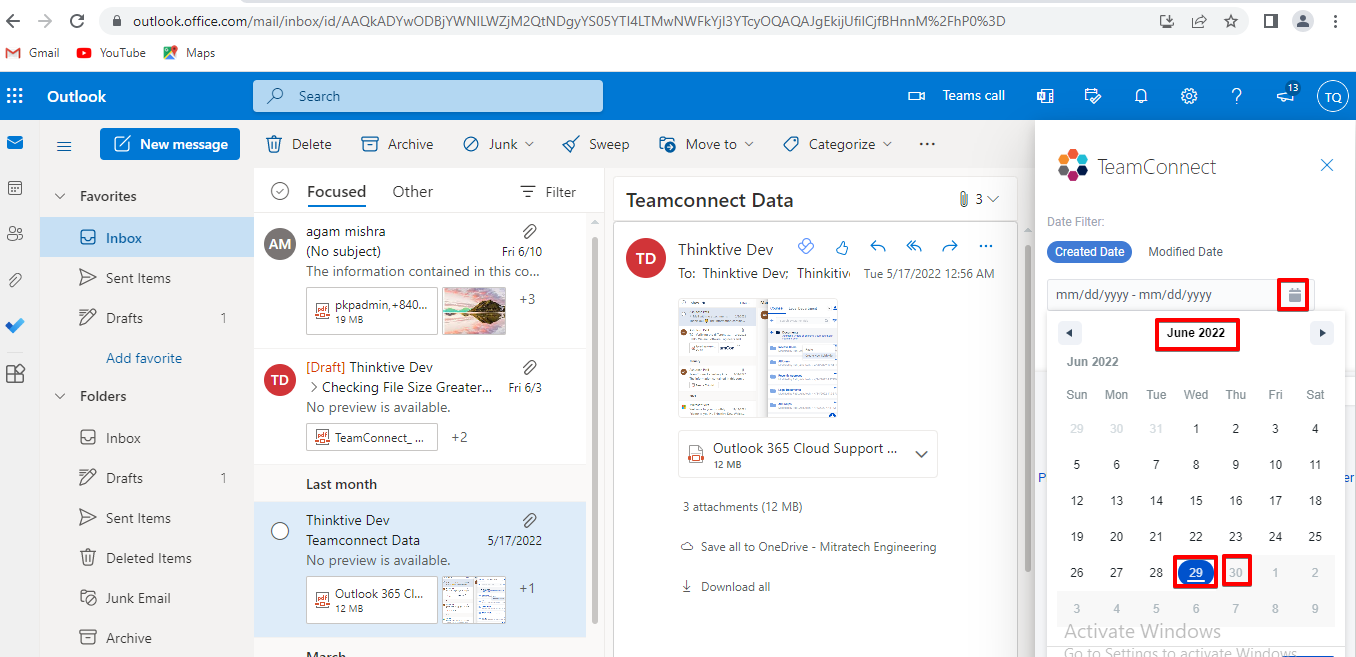 outlook.office.com/mail/inbox/id/AAQkADYwODBjYWNlLWZjM2QtNDgyYS05YTI4LTMwNWFkYjI3YTcyOQAQAJgEkijUfilCjfBHnnM%2FhP0%3D
Gmail YouTube Maps
Outlook
Search
Teams call
13
TQ
New message
Delete Archive Junk Sweep Move to Categorize
Favorites
Inbox
Sent Items
Drafts 1
Add favorite
Folders
Inbox
Drafts 1
Sent Items
Deleted Items
Junk Email
Archive
Focused Other Filter
AM
agam mishra
(No subject) Fri 6/10
The information contained in this co...
pkpadmin,+840...
19 MB
+3
TD
[Draft] Thinktive Dev
Checking File Size Greater... Fri 6/3
No preview is available.
TeamConnect_ ...
+2
Last month
Thinktive Dev
Teamconnect Data 5/17/2022
No preview is available.
Outlook 365 Cl...
12 MB
+1
March
Teamconnect Data
3
TD
Thinktive Dev
To: Thinktive Dev; Thinkitiv Tue 5/17/2022 12:56 AM
Outlook 365 Cloud Support ...
12 MB
3 attachments (12 MB)
Save all to OneDrive - Mitratech Engineering
Download all
TeamConnect
Date Filter:
Created Date Modified Date
mm/dd/yyyy - mm/dd/yyyy
June 2022
Jun 2022
Sun Mon Tue Wed Thu Fri Sat
29 30 31 1 2 3 4
5 6 7 8 9 10 11
12 13 14 15 16 17 18
19 20 21 22 23 24 25
26 27 28 29 30 1 2
3 4 5 6 7 8 9
P
er
Activate Windows
Go to Settings to activate Windows.